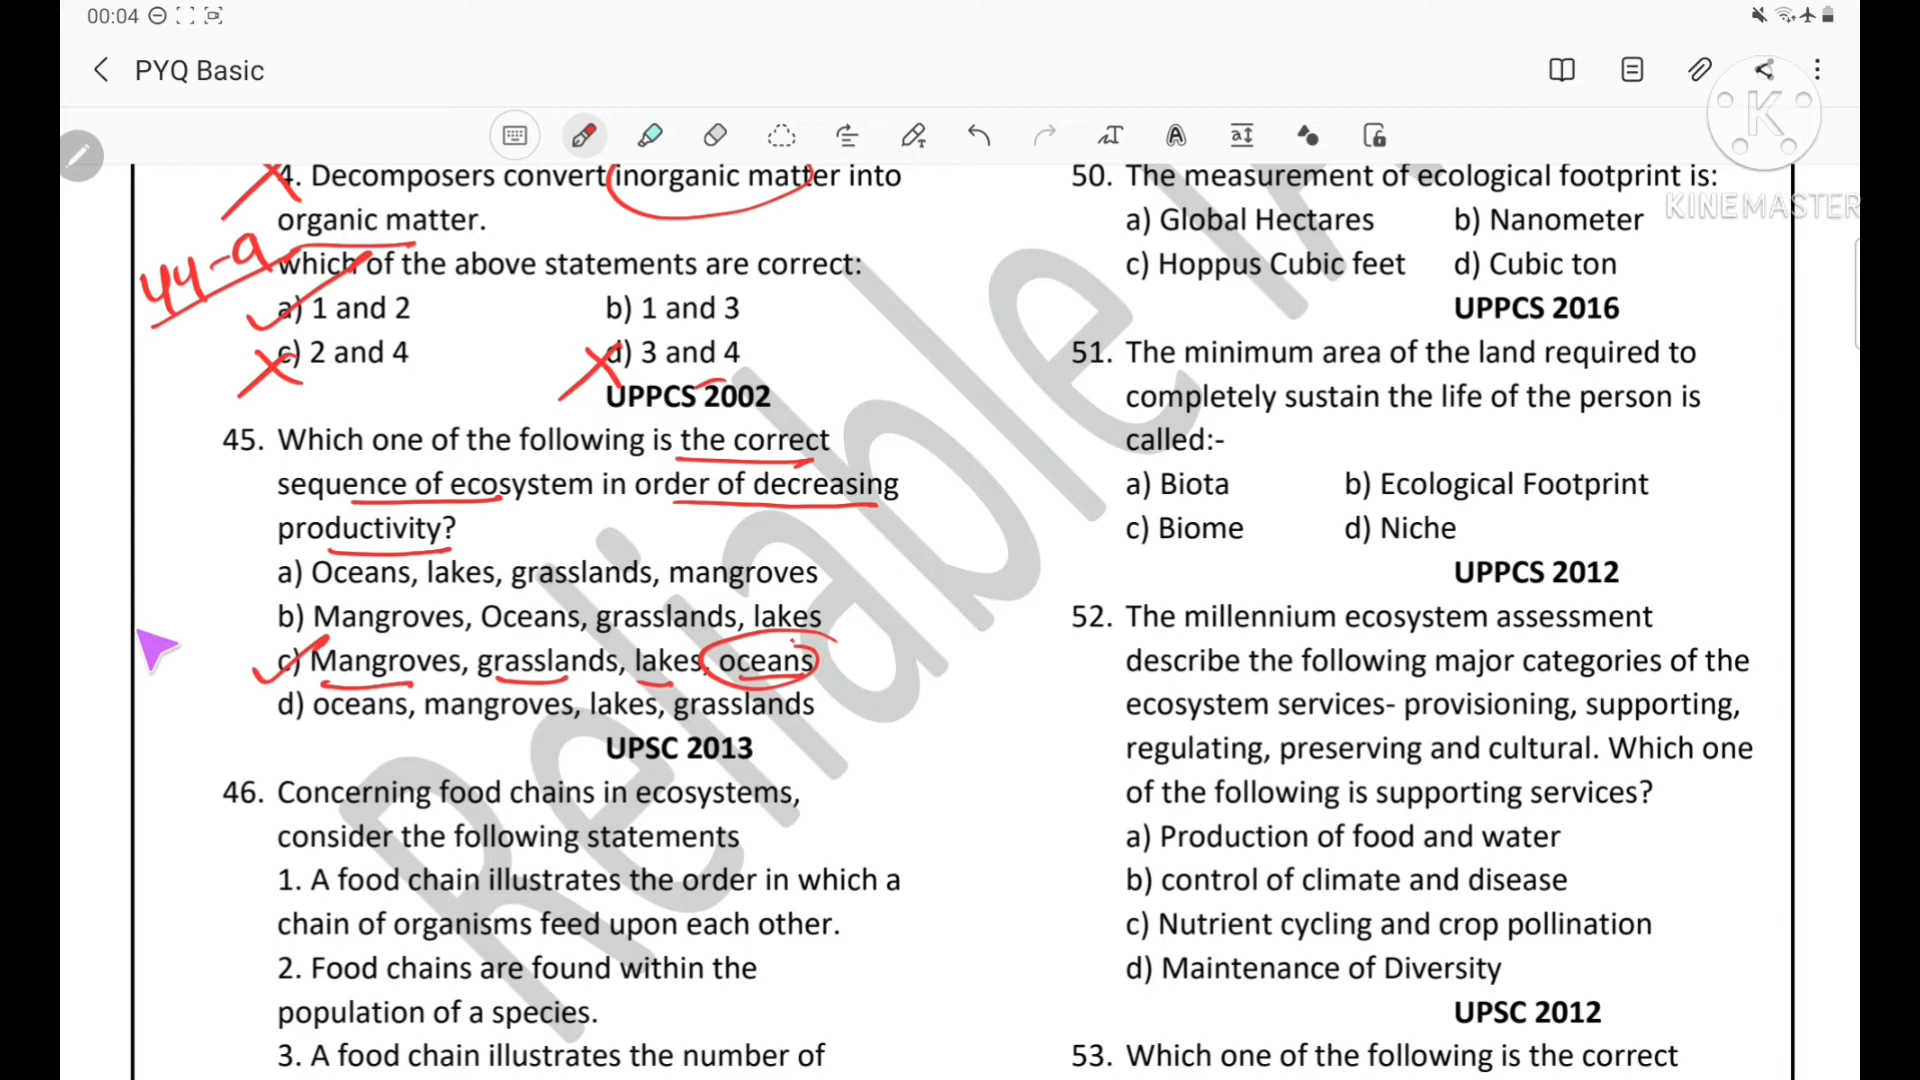 00:04
PYQ Basic
KINEMASTER
4. Decomposers convert inorganic matter into
organic matter.
44-a
which of the above statements are correct:
a) 1 and 2 b) 1 and 3
c) 2 and 4 d) 3 and 4
UPPCS 2002
45. Which one of the following is the correct
sequence of ecosystem in order of decreasing
productivity?
a) Oceans, lakes, grasslands, mangroves
b) Mangroves, Oceans, grasslands, lakes
c) Mangroves, grasslands, lakes, oceans
d) oceans, mangroves, lakes, grasslands
UPSC 2013
46. Concerning food chains in ecosystems,
consider the following statements
1. A food chain illustrates the order in which a
chain of organisms feed upon each other.
2. Food chains are found within the
population of a species.
3. A food chain illustrates the number of
50. The measurement of ecological footprint is:
a) Global Hectares b) Nanometer
c) Hoppus Cubic feet d) Cubic ton
UPPCS 2016
51. The minimum area of the land required to
completely sustain the life of the person is
called:-
a) Biota b) Ecological Footprint
c) Biome d) Niche
UPPCS 2012
52. The millennium ecosystem assessment
describe the following major categories of the
ecosystem services- provisioning, supporting,
regulating, preserving and cultural. Which one
of the following is supporting services?
a) Production of food and water
b) control of climate and disease
c) Nutrient cycling and crop pollination
d) Maintenance of Diversity
UPSC 2012
53. Which one of the following is the correct
Reliable